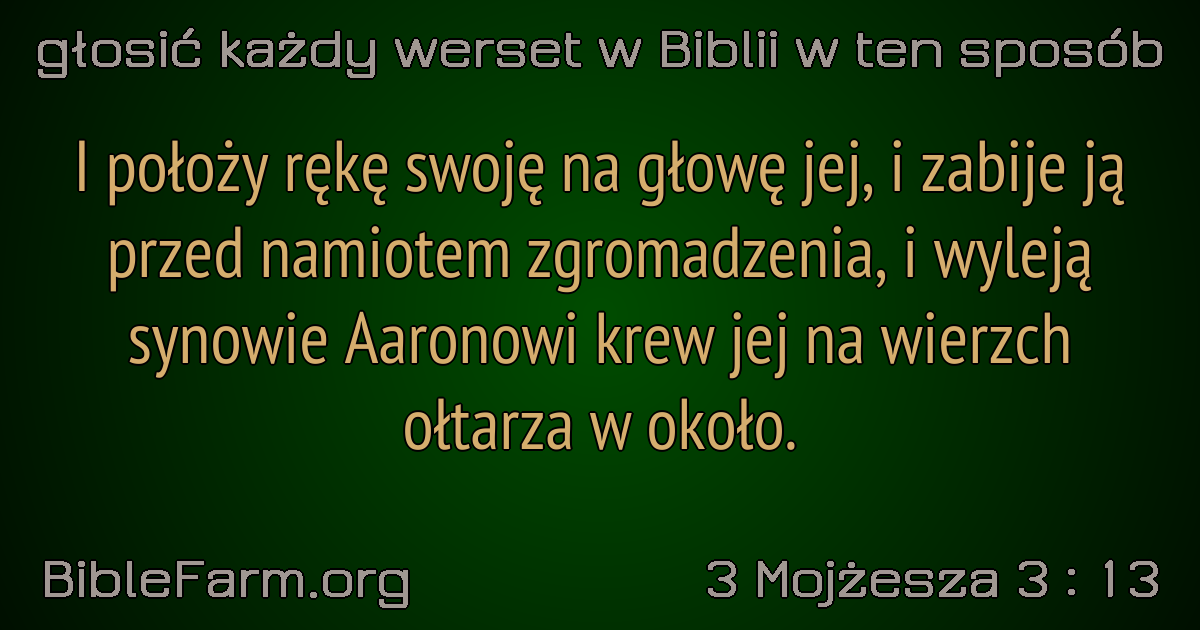 głosić każdy werset w Biblii w ten sposób
I położy rękę swoję na głowę jej, i zabije ją
przed namiotem zgromadzenia, i wyleją
synowie Aaronowi krew jej na wierzch
ołtarza w około.
BibleFarm.org
3 Mojżesza 3 : 13